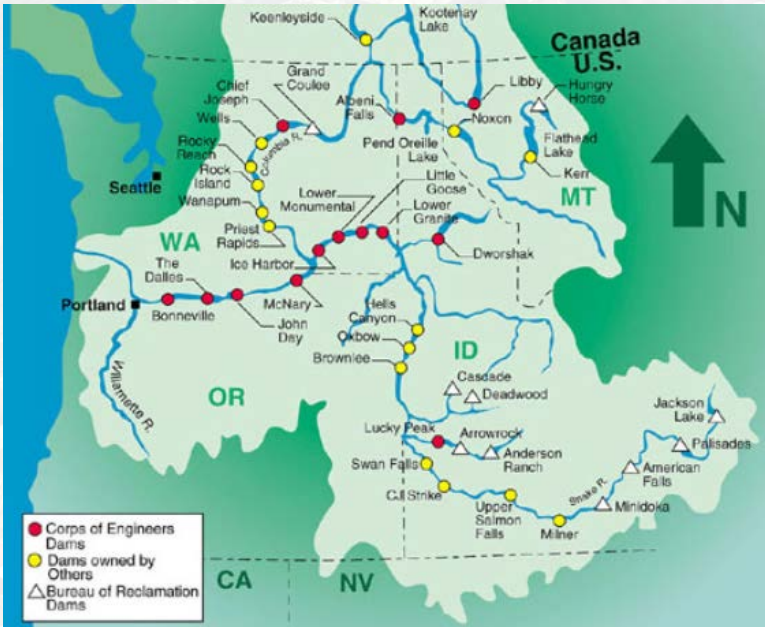 Keenleyside
Kootenay
Lake
Canada
U.S.
Grand
Coulee
Chief
Joseph
Libby
Hungry
Horse
Albeni
Falls
Noxon
Wells
Pend Oreille
Lake
Flathead
Lake
Rocky
Reach
Columbia R.
Kerr
Rock
Island
Little
Goose
Seattle
Lower
Monumental
Lower
Granite
MT
N
Wanapum
Priest
Rapids
WA
Ice Harbor
Dworshak
The
Dalles
Portland
Bonneville
McNary
John
Day
Hells
Canyon
Oxbow
Brownlee
ID
Williamette R.
Casdade
Deadwood
OR
Jackson
Lake
Lucky Peak
Arrowrock
Palisades
Anderson
Ranch
Swan Falls
American
Falls
CJ Strike
Snake R.
Upper
Salmon
Falls
Minidoka
Milner
Corps of Engineers
Dams
Dams owned by
Others
Bureau of Reclamation
Dams
CA
NV